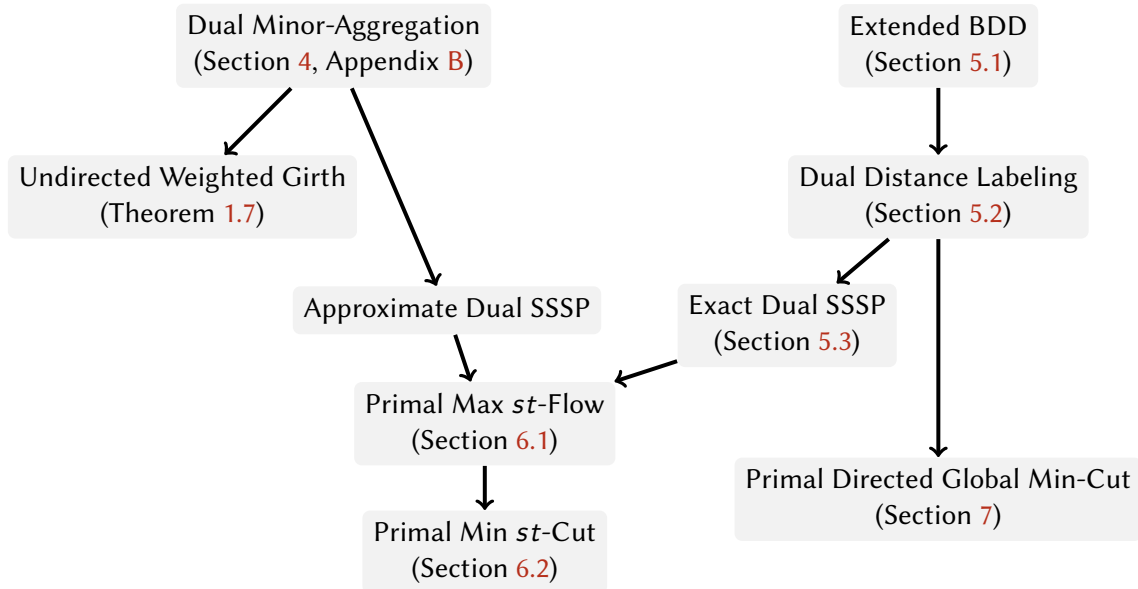 Dual Minor-Aggregation
(Section 4, Appendix B)
Extended BDD
(Section 5.1)
Undirected Weighted Girth
(Theorem 1.7)
Dual Distance Labeling
(Section 5.2)
Approximate Dual SSSP
Exact Dual SSSP
(Section 5.3)
Primal Max st-Flow
(Section 6.1)
Primal Directed Global Min-Cut
(Section 7)
Primal Min st-Cut
(Section 6.2)